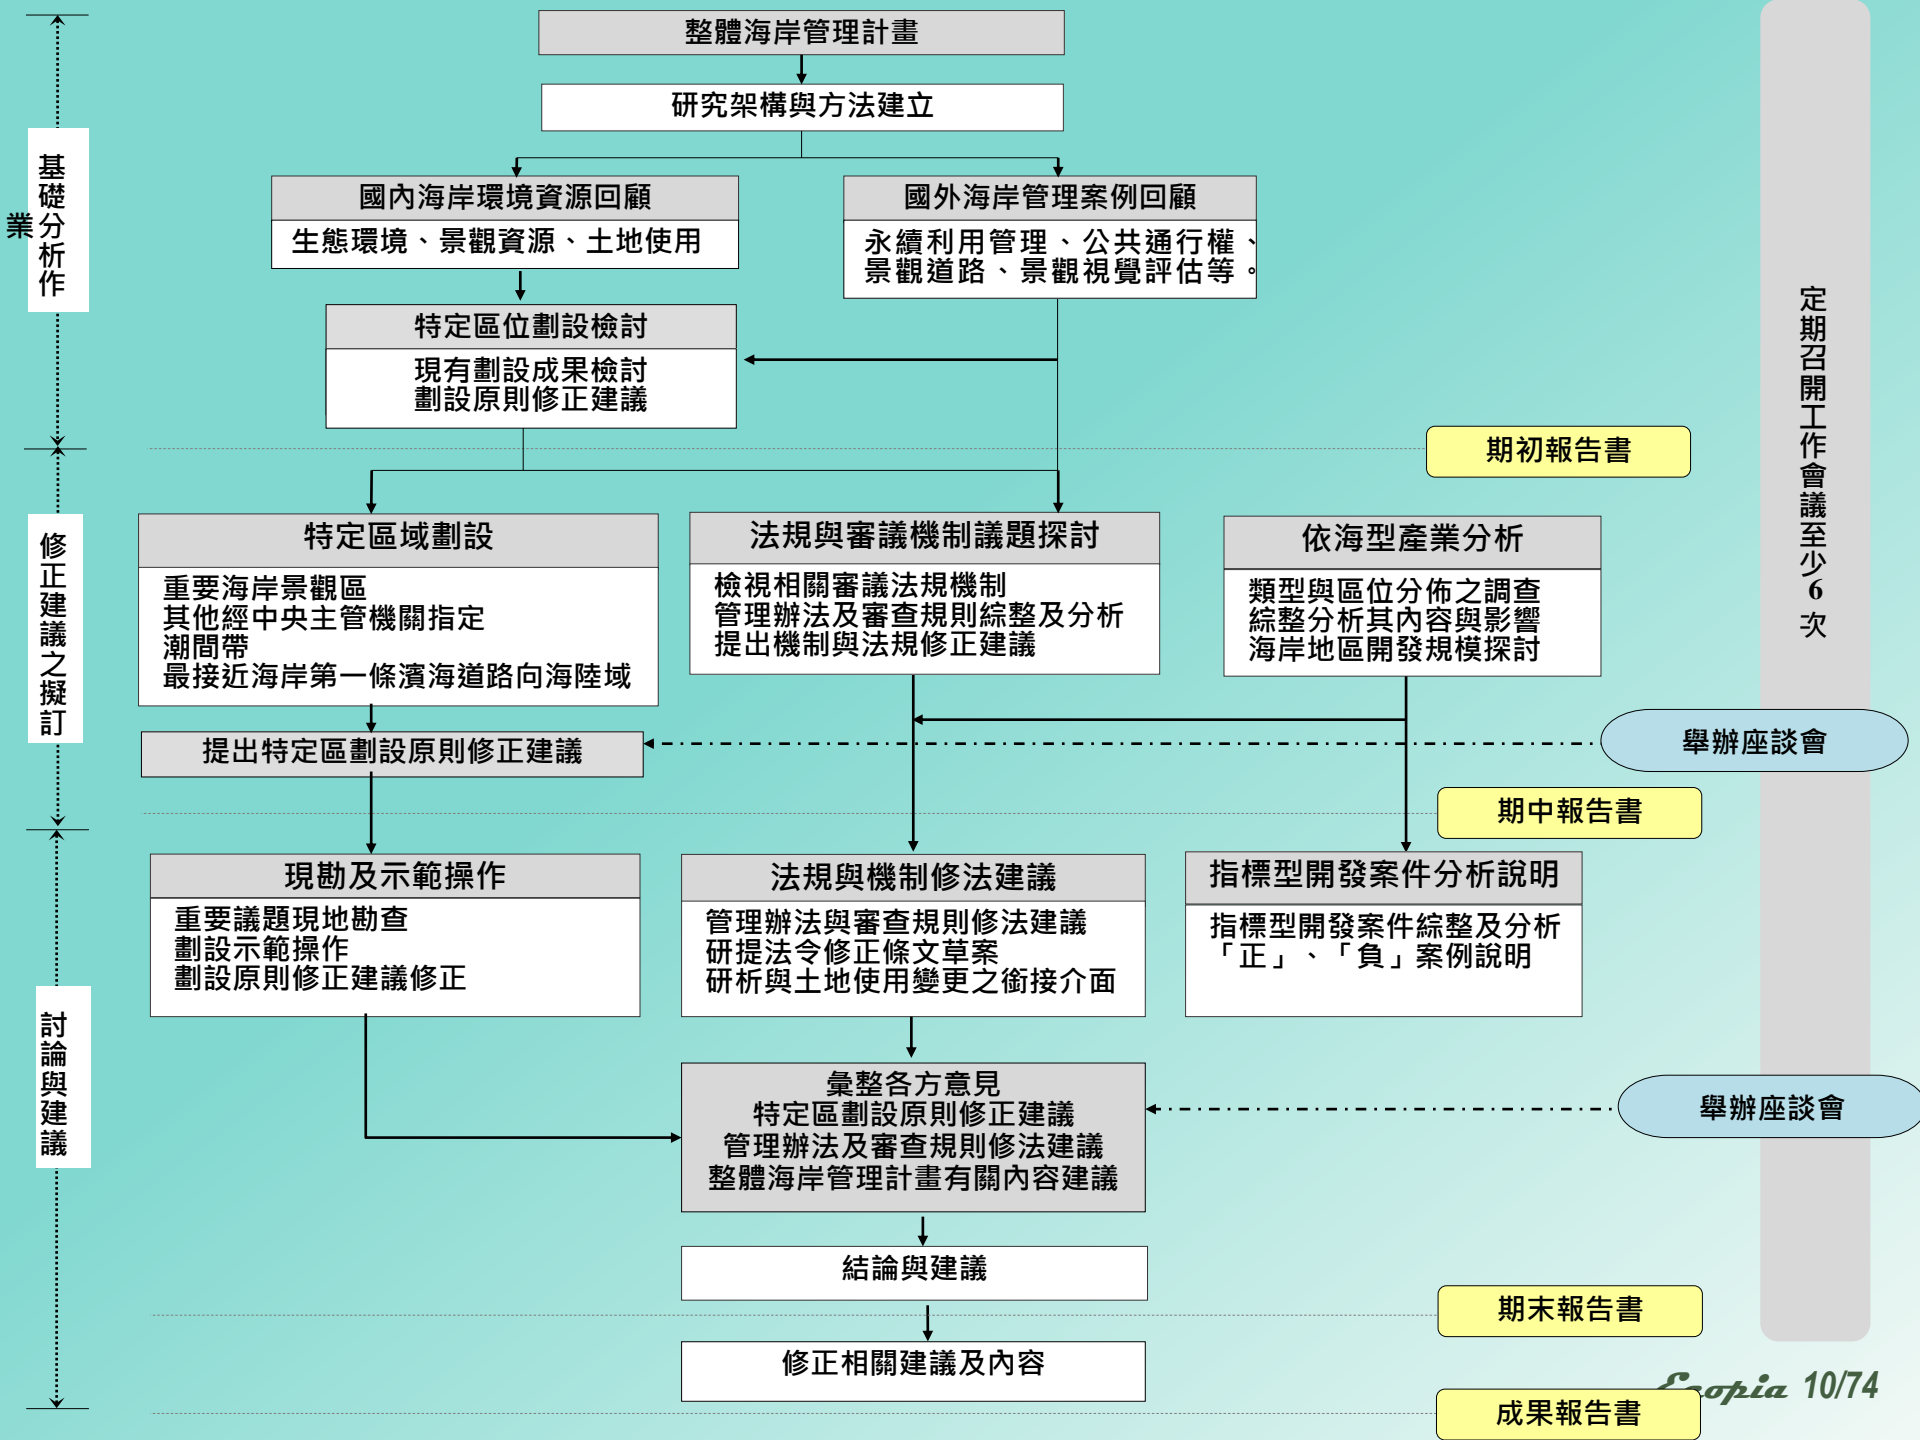 整體海岸管理計畫
研究架構與方法建立
基礎分析作業
國內海岸環境資源回顧
生態環境、景觀資源、土地使用
國外海岸管理案例回顧
永續利用管理、公共通行權、
景觀道路、景觀視覺評估等。
特定區位劃設檢討
現有劃設成果檢討
劃設原則修正建議
定期召開工作會議至少6次
期初報告書
修正建議之擬訂
特定區域劃設
重要海岸景觀區
其他經中央主管機關指定
潮間帶
最接近海岸第一條濱海道路向海陸域
法規與審議機制議題探討
檢視相關審議法規機制
管理辦法及審查規則綜整及分析
提出機制與法規修正建議
依海型產業分析
類型與區位分佈之調查
綜整分析其內容與影響
海岸地區開發規模探討
提出特定區劃設原則修正建議
舉辦座談會
期中報告書
討論與建議
現勘及示範操作
重要議題現地勘查
劃設示範操作
劃設原則修正建議修正
法規與機制修法建議
管理辦法與審查規則修法建議
研提法令修正條文草案
研析與土地使用變更之銜接介面
指標型開發案件分析說明
指標型開發案件綜整及分析
「正」、「負」案例說明
彙整各方意見
特定區劃設原則修正建議
管理辦法及審查規則修法建議
整體海岸管理計畫有關內容建議
舉辦座談會
結論與建議
期末報告書
修正相關建議及內容
Ecopia 10/74
成果報告書